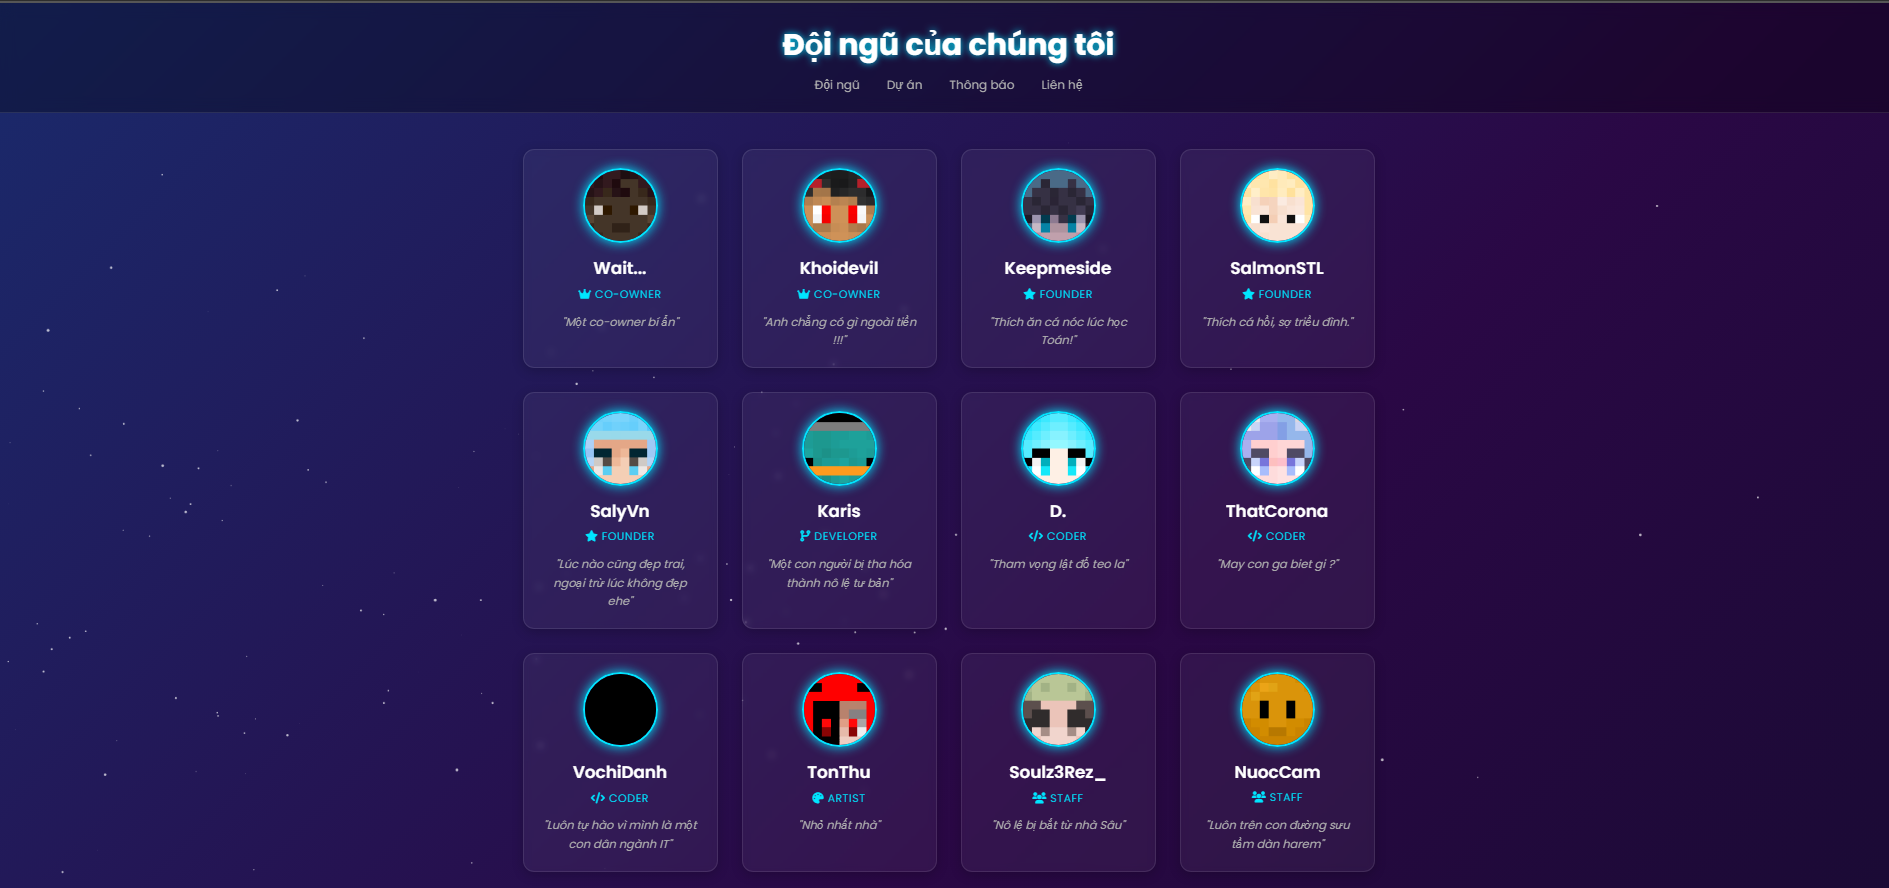 Đội ngũ của chúng tôi
Đội ngũ Dự án Thông báo Liên hệ
Wait...
CO-OWNER
"Một co-owner bí ẩn"
Khoidevil
CO-OWNER
"Anh chẳng có gì ngoài tiền
!!!"
Keepmeside
FOUNDER
"Thích ăn cá nóc lúc học
Toán!"
SalmonSTL
FOUNDER
"Thích cá hồi, sợ triều đình."
SalyVn
FOUNDER
"Lúc nào cũng đẹp trai,
ngoại trừ lúc không đẹp
ehe"
Karis
DEVELOPER
"Một con người bị tha hóa
thành nô lệ tư bản"
D.
CODER
"Tham vọng lật đổ teo la"
ThatCorona
CODER
"May con ga biet gi ?"
VochiDanh
CODER
"Luôn tự hào vì mình là một
con dân ngành IT"
TonThu
ARTIST
"Nhỏ nhất nhà"
Soulz3Rez_
STAFF
"Nô lệ bị bắt từ nhà Sâu"
NuocCam
STAFF
"Luôn trên con đường sưu
tầm dàn harem"